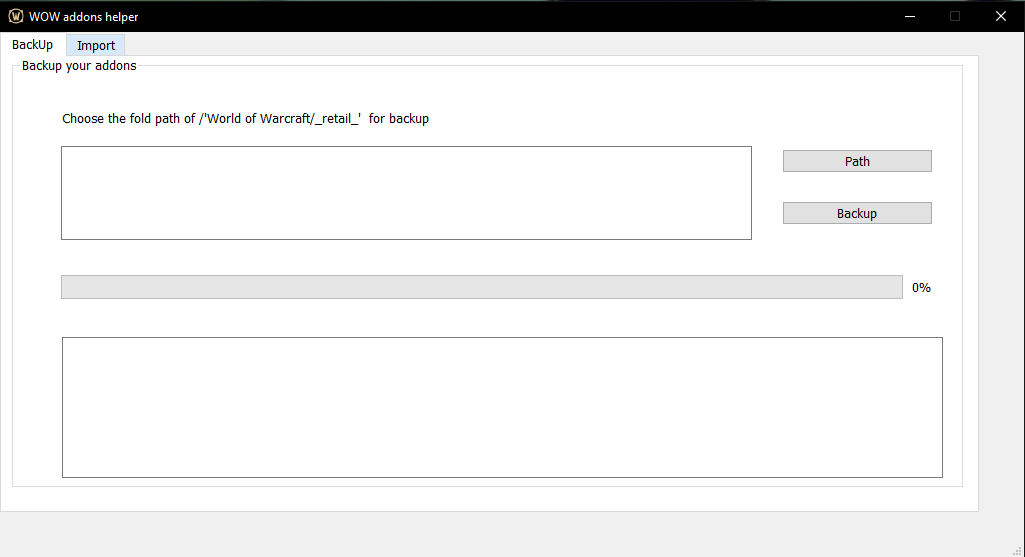 WOW addons helper
BackUp Import
Backup your addons
Choose the fold path of /'World of Warcraft/_retail_'  for backup
Path
Backup
0%